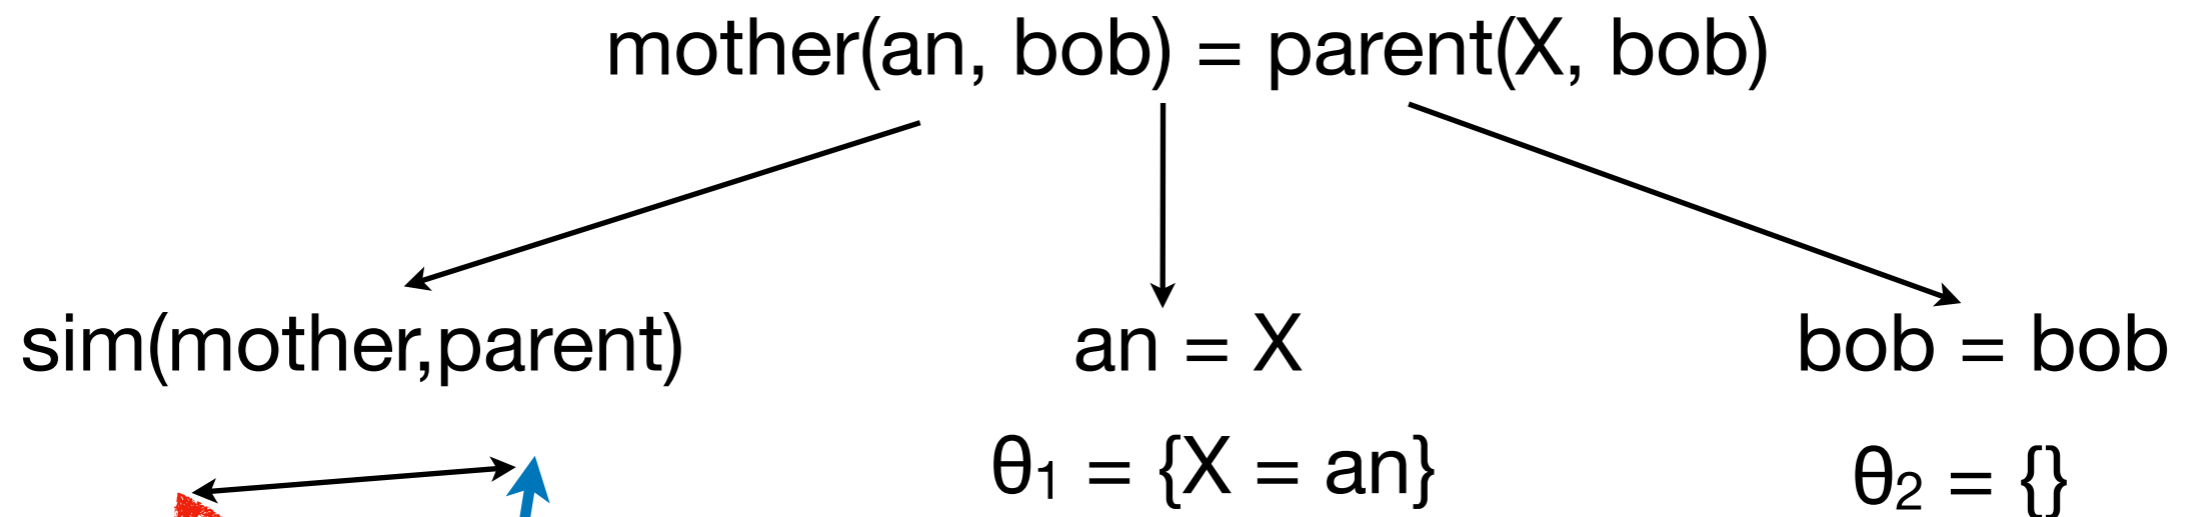 mother(an, bob) = parent(X, bob)
sim(mother,parent)
an = X
bob = bob
θ₁ = {X = an}
θ₂ = {}